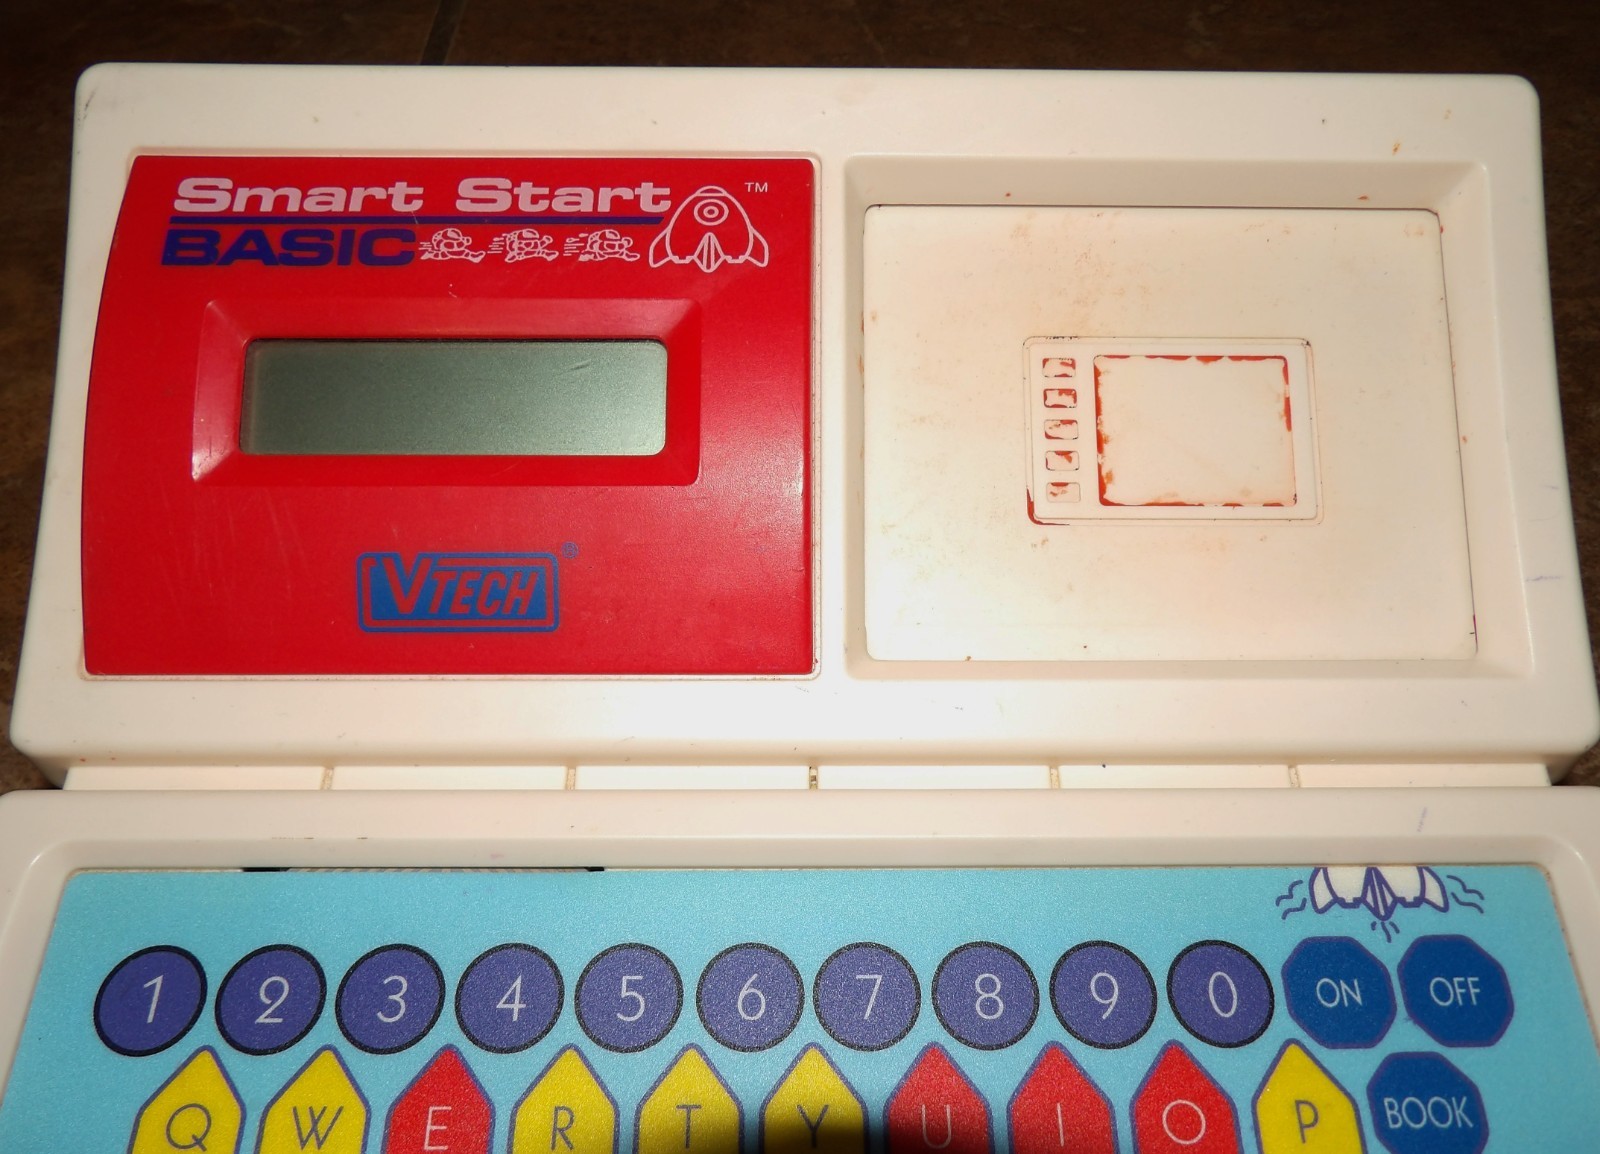 Smart Start ™
BASIC
VTECH ®
1 2 3 4 5 6 7 8 9 0 ON OFF
Q W E R T Y U I O P BOOK